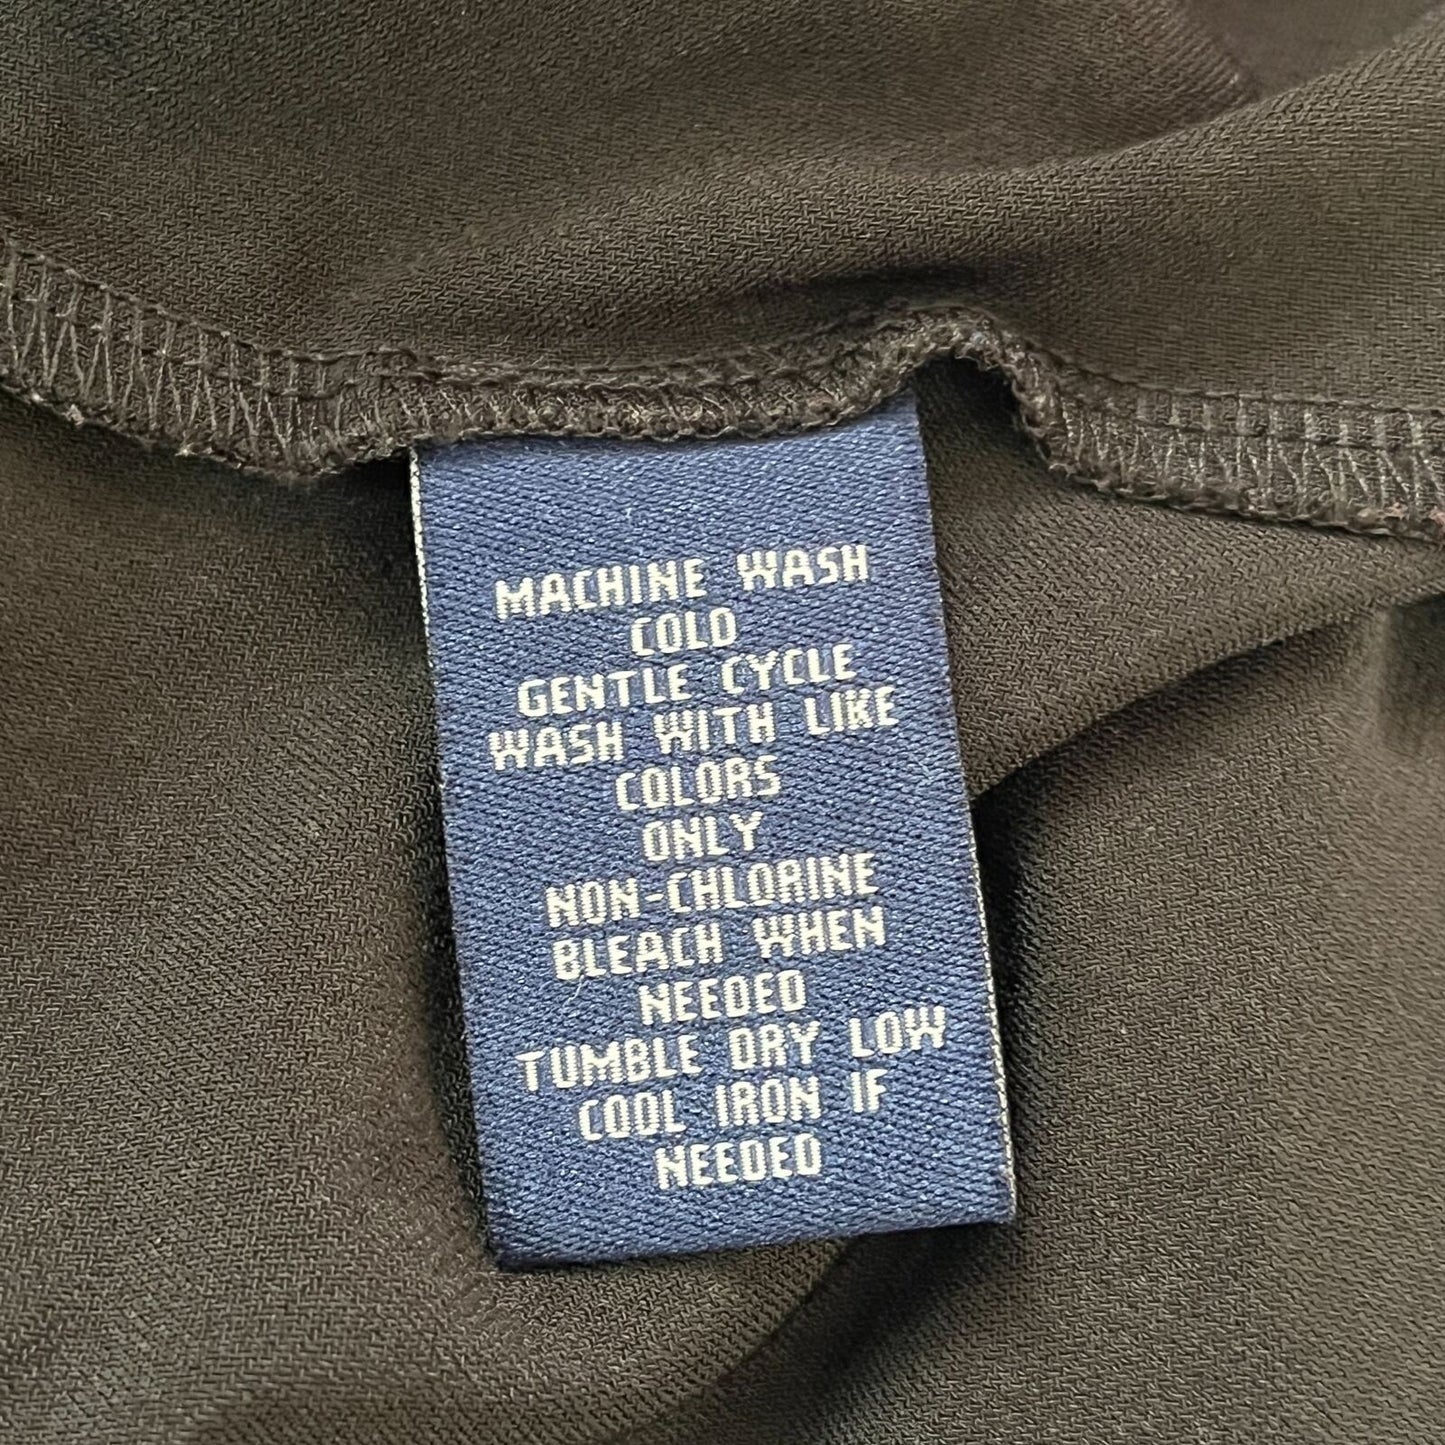 MACHINE WASH
COLD
GENTLE CYCLE
WASH WITH LIKE
COLORS
ONLY
NON-CHLORINE
BLEACH WHEN
NEEDED
TUMBLE DRY LOW
COOL IRON IF
NEEDED